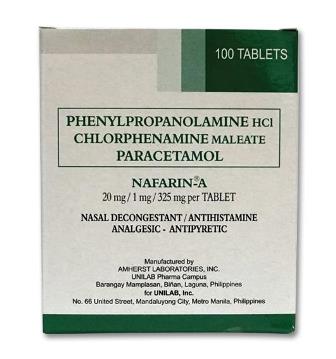 100 TABLETS
PHENYLPROPANOLAMINE HCl
CHLORPHENAMINE MALEATE
PARACETAMOL
NAFARIN®-A
20 mg / 1 mg / 325 mg per TABLET
NASAL DECONGESTANT / ANTIHISTAMINE
ANALGESIC - ANTIPYRETIC
Manufactured by
AMHERST LABORATORIES, INC.
UNILAB Pharma Campus
Barangay Mamplasan, Biñan, Laguna, Philippines
for UNILAB, Inc.
No. 66 United Street, Mandaluyong City, Metro Manila, Philippines